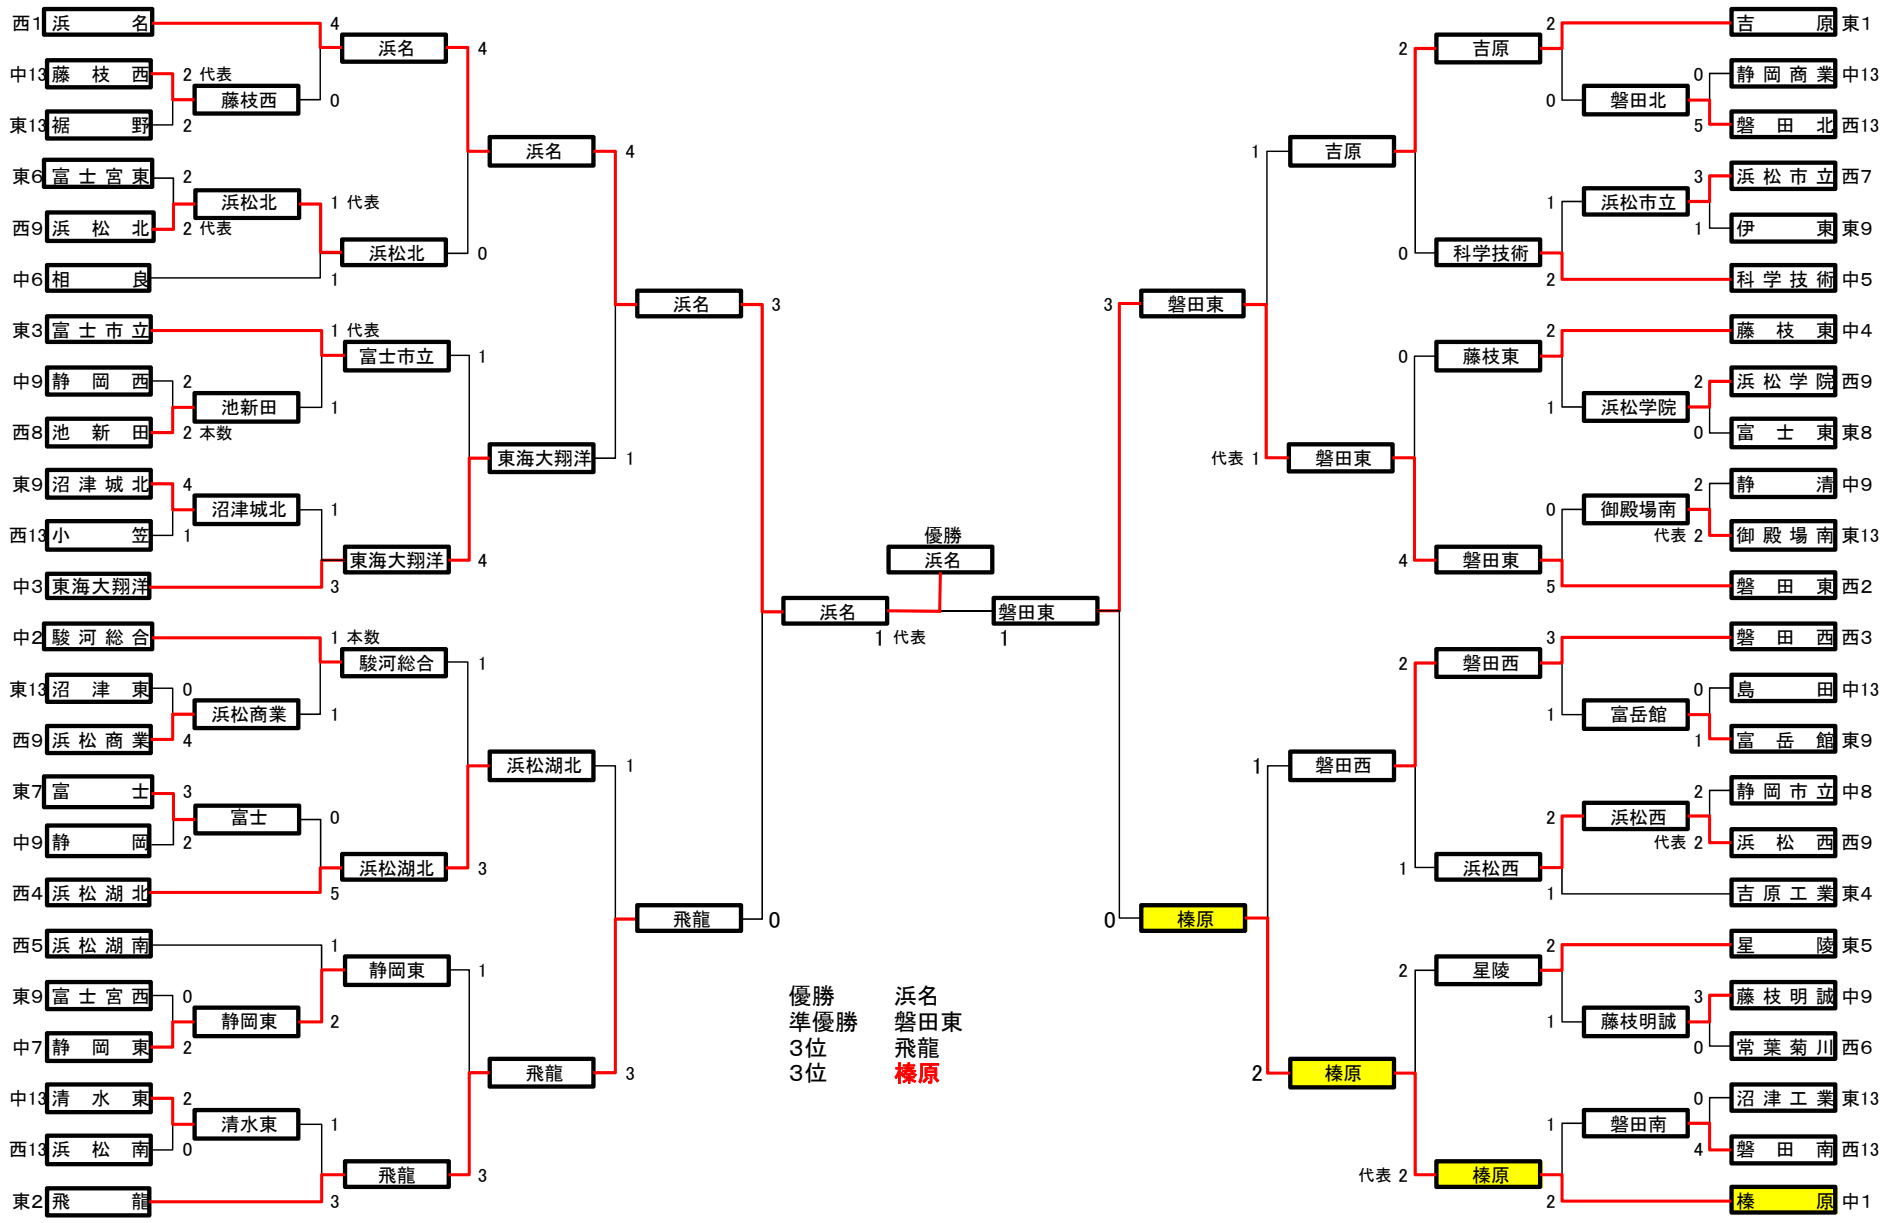 西1 浜名 4
浜名 4
中13 藤枝西 2 代表
藤枝西 0
東13 裾野 2
浜名 4
東6 富士宮東 2
浜松北 1 代表
西9 浜松北 2 代表
浜松北 0
中6 相良 1
浜名 3
東3 富士市立 1 代表
富士市立 1
中9 静岡西 2
池新田 1
西8 池新田 2 本数
東海大翔洋 1
東9 沼津城北 4
沼津城北 1
西13 小笠 1
東海大翔洋 4
中3 東海大翔洋 3
浜名 1 代表
中2 駿河総合 1 本数
駿河総合 1
東13 沼津東 0
浜松商業 1
西9 浜松商業 4
浜松湖北 1
東7 富士 3
富士 0
中9 静岡 2
浜松湖北 3
西4 浜松湖北 5
飛龍 0
西5 浜松湖南 1
静岡東 1
東9 富士宮西 0
静岡東 2
中7 静岡東 2
飛龍 3
中13 清水東 2
清水東 1
西13 浜松南 0
飛龍 3
東2 飛龍 3
優勝
浜名
磐田東 1
優勝 浜名
準優勝 磐田東
3位 飛龍
3位 榛原
2 吉原 東1
2 吉原
0 静岡商業 中13
0 磐田北
5 磐田北 西13
1 吉原
3 浜松市立 西7
1 浜松市立
1 伊東 東9
0 科学技術
2 科学技術 中5
3 磐田東
2 藤枝東 中4
0 藤枝東
2 浜松学院 西9
1 浜松学院
0 富士東 東8
代表 1 磐田東
2 静清 中9
0 御殿場南
代表 2 御殿場南 東13
4 磐田東
5 磐田東 西2
3 磐田西 西3
2 磐田西
0 島田 中13
1 富岳館
1 富岳館 東9
1 磐田西
2 静岡市立 中8
2 浜松西
代表 2 浜松西 西9
1 浜松西
1 吉原工業 東4
0 榛原
2 星陵 東5
2 星陵
3 藤枝明誠 中9
1 藤枝明誠
0 常葉菊川 西6
2 榛原
0 沼津工業 東13
1 磐田南
4 磐田南 西13
代表 2 榛原
2 榛原 中1